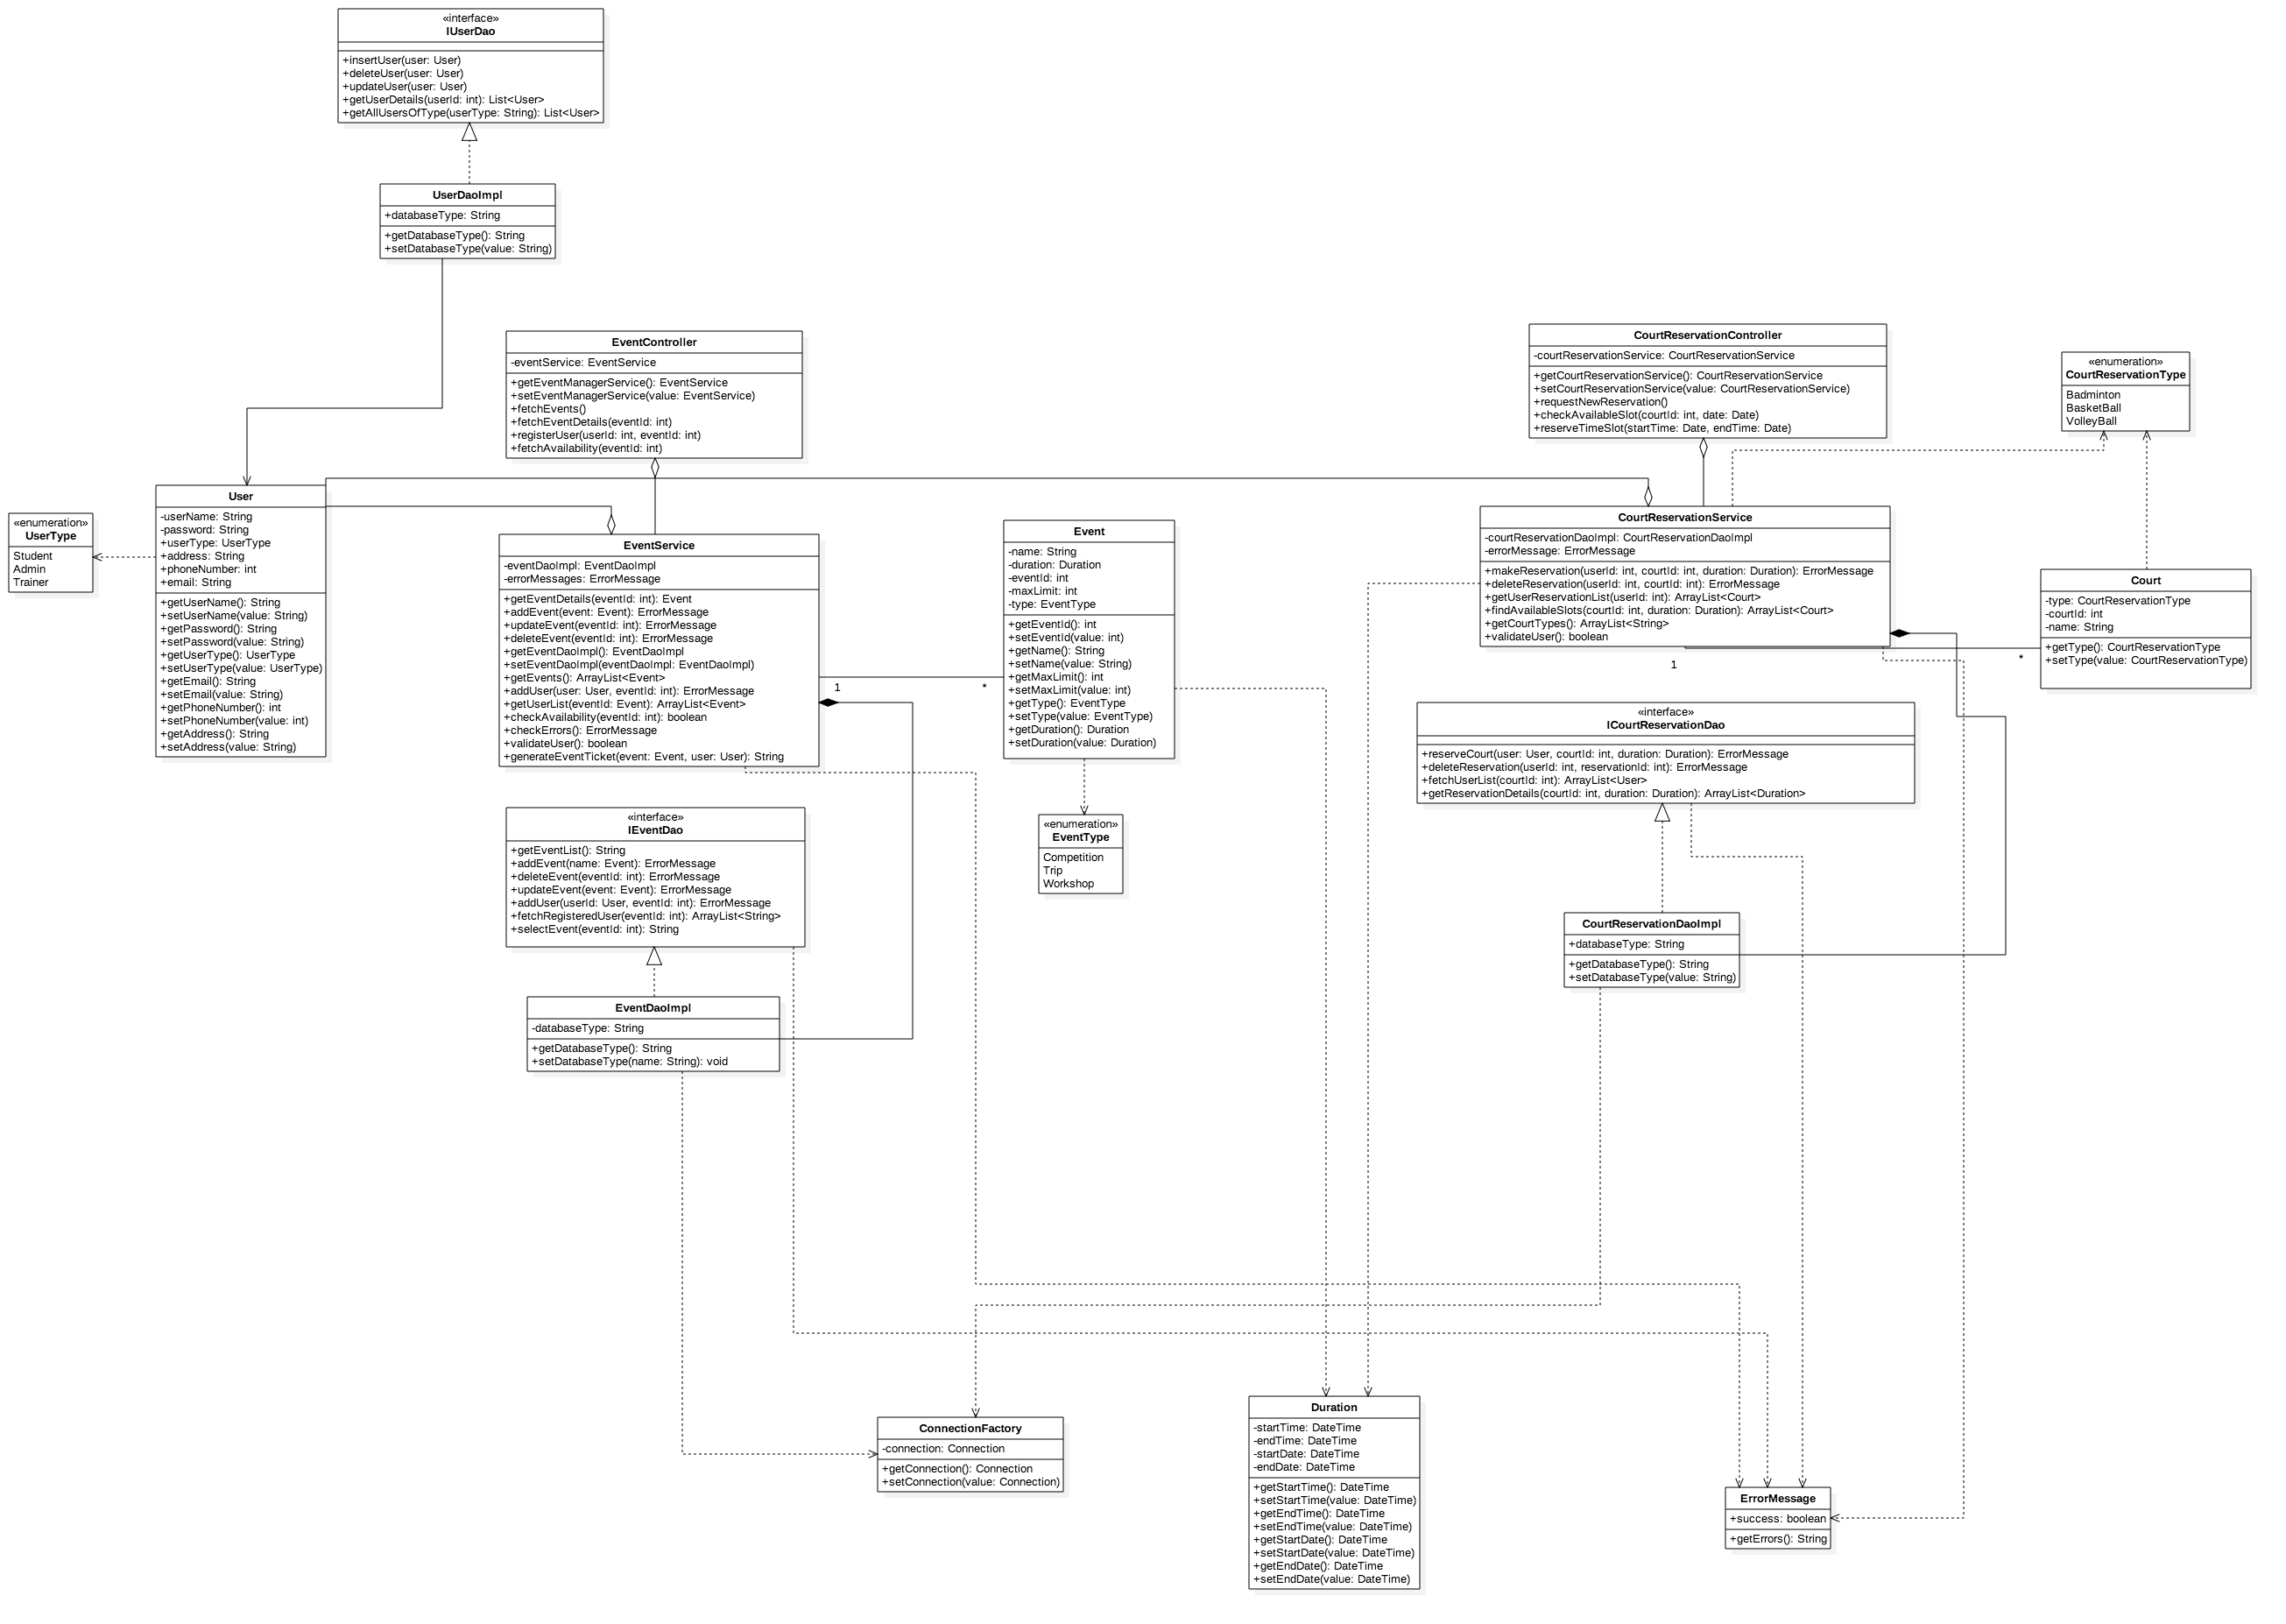 «interface»
IUserDao
+insertUser(user: User)
+deleteUser(user: User)
+updateUser(user: User)
+getUserDetails(userId: int): List<User>
+getAllUsersOfType(userType: String): List<User>
UserDaoImpl
+databaseType: String
+getDatabaseType(): String
+setDatabaseType(value: String)
EventController
-eventService: EventService
+getEventManagerService(): EventService
+setEventManagerService(value: EventService)
+fetchEvents()
+fetchEventDetails(eventId: int)
+registerUser(userId: int, eventId: int)
+fetchAvailability(eventId: int)
CourtReservationController
-courtReservationService: CourtReservationService
+getCourtReservationService(): CourtReservationService
+setCourtReservationService(value: CourtReservationService)
+requestNewReservation()
+checkAvailableSlot(courtId: int, date: Date)
+reserveTimeSlot(startTime: Date, endTime: Date)
«enumeration»
CourtReservationType
Badminton
BasketBall
VolleyBall
«enumeration»
UserType
Student
Admin
Trainer
User
-userName: String
-password: String
+userType: UserType
+address: String
+phoneNumber: int
+email: String
+getUserName(): String
+setUserName(value: String)
+getPassword(): String
+setPassword(value: String)
+getUserType(): UserType
+setUserType(value: UserType)
+getEmail(): String
+setEmail(value: String)
+getPhoneNumber(): int
+setPhoneNumber(value: int)
+getAddress(): String
+setAddress(value: String)
EventService
-eventDaoImpl: EventDaoImpl
-errorMessages: ErrorMessage
+getEventDetails(eventId: int): Event
+addEvent(event: Event): ErrorMessage
+updateEvent(eventId: int): ErrorMessage
+deleteEvent(eventId: int): ErrorMessage
+getEventDaoImpl(): EventDaoImpl
+setEventDaoImpl(eventDaoImpl: EventDaoImpl)
+getEvents(): ArrayList<Event>
+addUser(user: User, eventId: int): ErrorMessage
+getUserList(eventId: Event): ArrayList<Event>
+checkAvailability(eventId: int): boolean
+checkErrors(): ErrorMessage
+validateUser(): boolean
+generateEventTicket(event: Event, user: User): String
1
*
Event
-name: String
-duration: Duration
-eventId: int
-maxLimit: int
-type: EventType
+getEventId(): int
+setEventId(value: int)
+getName(): String
+setName(value: String)
+getMaxLimit(): int
+setMaxLimit(value: int)
+getType(): EventType
+setType(value: EventType)
+getDuration(): Duration
+setDuration(value: Duration)
CourtReservationService
-courtReservationDaoImpl: CourtReservationDaoImpl
-errorMessage: ErrorMessage
+makeReservation(userId: int, courtId: int, duration: Duration): ErrorMessage
+deleteReservation(userId: int, courtId: int): ErrorMessage
+getUserReservationList(userId: int): ArrayList<Court>
+findAvailableSlots(courtId: int, duration: Duration): ArrayList<Court>
+getCourtTypes(): ArrayList<String>
+validateUser(): boolean
1
*
Court
-type: CourtReservationType
-courtId: int
-name: String
+getType(): CourtReservationType
+setType(value: CourtReservationType)
«interface»
ICourtReservationDao
+reserveCourt(user: User, courtId: int, duration: Duration): ErrorMessage
+deleteReservation(userId: int, reservationId: int): ErrorMessage
+fetchUserList(courtId: int): ArrayList<User>
+getReservationDetails(courtId: int, duration: Duration): ArrayList<Duration>
«interface»
IEventDao
+getEventList(): String
+addEvent(name: Event): ErrorMessage
+deleteEvent(eventId: int): ErrorMessage
+updateEvent(event: Event): ErrorMessage
+addUser(userId: User, eventId: int): ErrorMessage
+fetchRegisteredUser(eventId: int): ArrayList<String>
+selectEvent(eventId: int): String
«enumeration»
EventType
Competition
Trip
Workshop
CourtReservationDaoImpl
+databaseType: String
+getDatabaseType(): String
+setDatabaseType(value: String)
EventDaoImpl
-databaseType: String
+getDatabaseType(): String
+setDatabaseType(name: String): void
ConnectionFactory
-connection: Connection
+getConnection(): Connection
+setConnection(value: Connection)
Duration
-startTime: DateTime
-endTime: DateTime
-startDate: DateTime
-endDate: DateTime
+getStartTime(): DateTime
+setStartTime(value: DateTime)
+getEndTime(): DateTime
+setEndTime(value: DateTime)
+getStartDate(): DateTime
+setStartDate(value: DateTime)
+getEndDate(): DateTime
+setEndDate(value: DateTime)
ErrorMessage
+success: boolean
+getErrors(): String